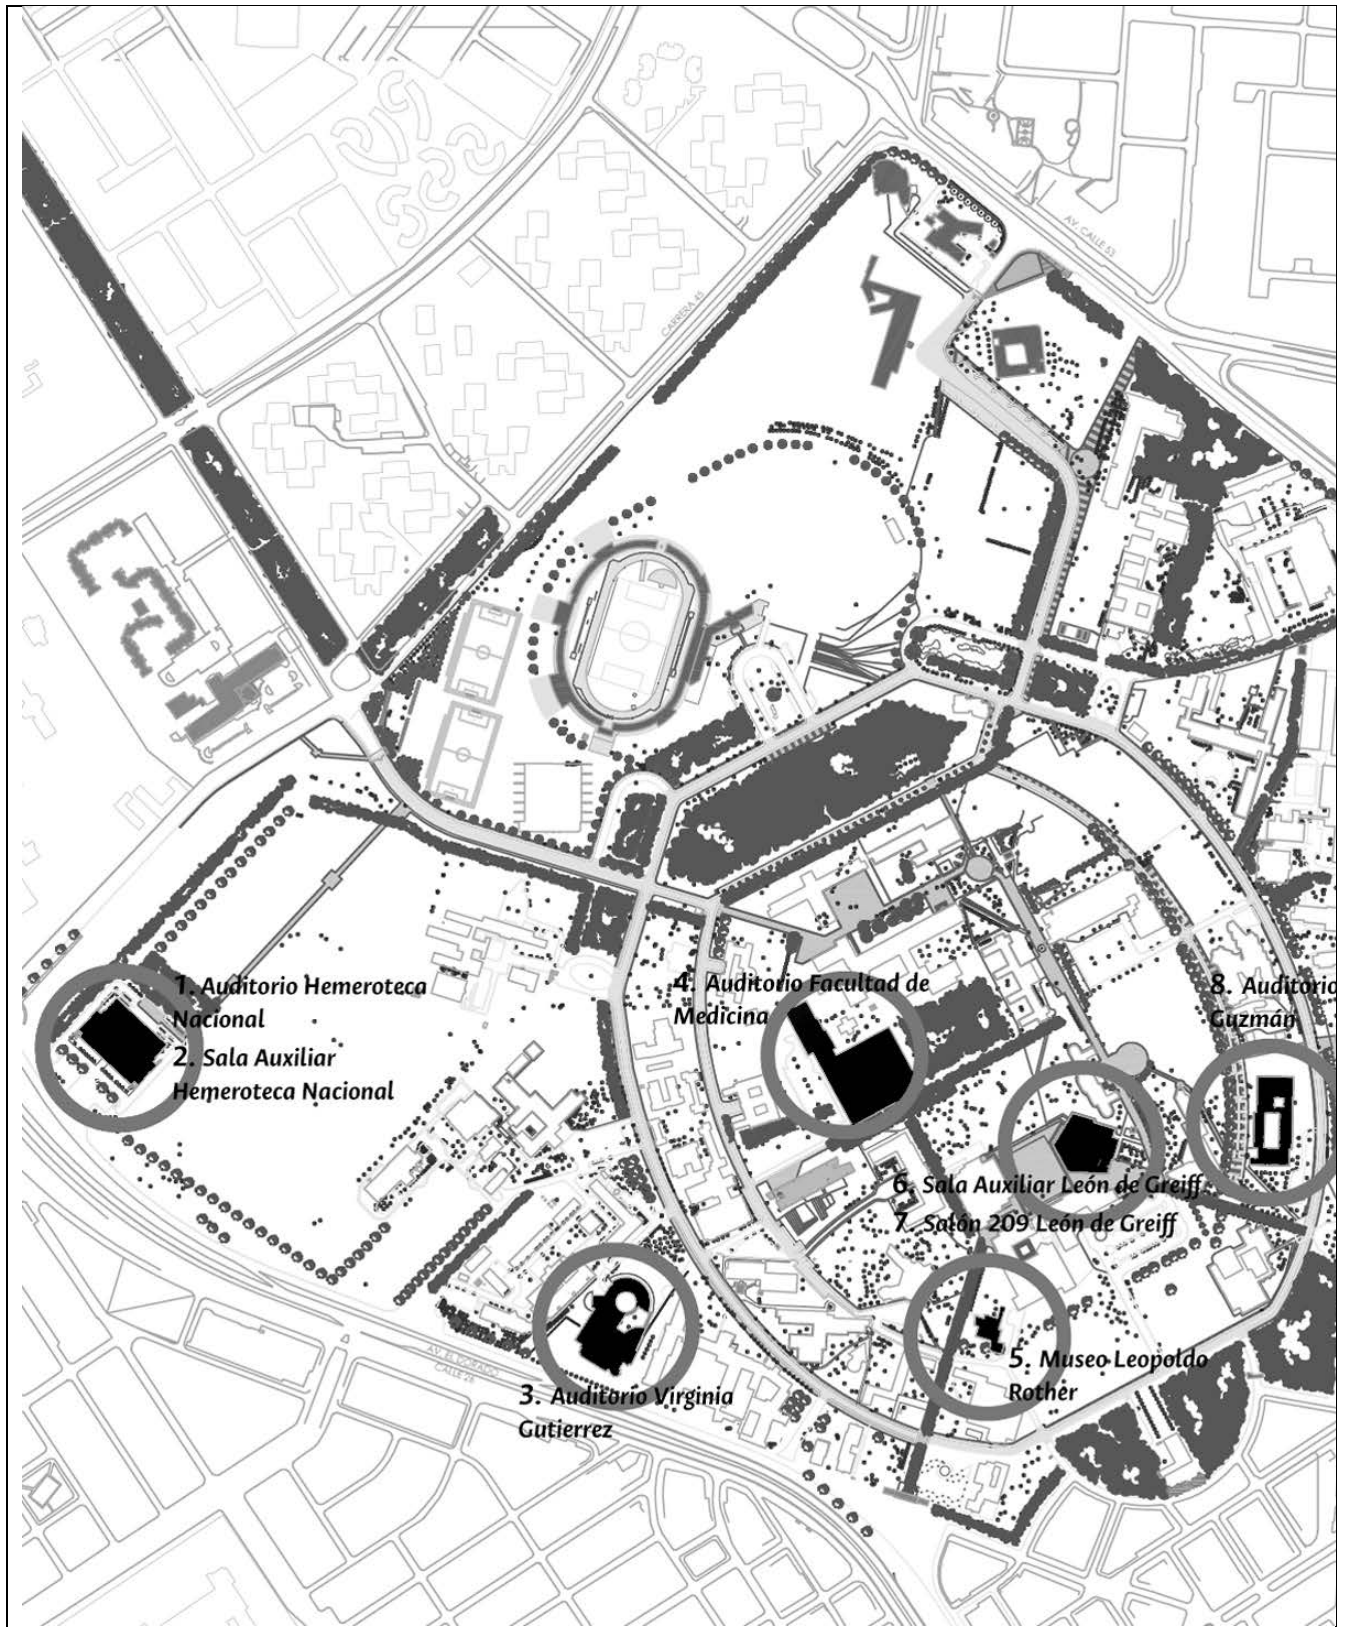 AV. CALLE 53
CARRERA 45
1. Auditorio Hemeroteca
Nacional
2. Sala Auxiliar
Hemeroteca Nacional
4. Auditorio Facultad de
Medicina
8. Auditorio
Guzmán
6. Sala Auxiliar León de Greiff
7. Salón 209 León de Greiff
5. Museo Leopoldo
Rother
AV. EL DORADO
CALLE 26
3. Auditorio Virginia
Gutierrez